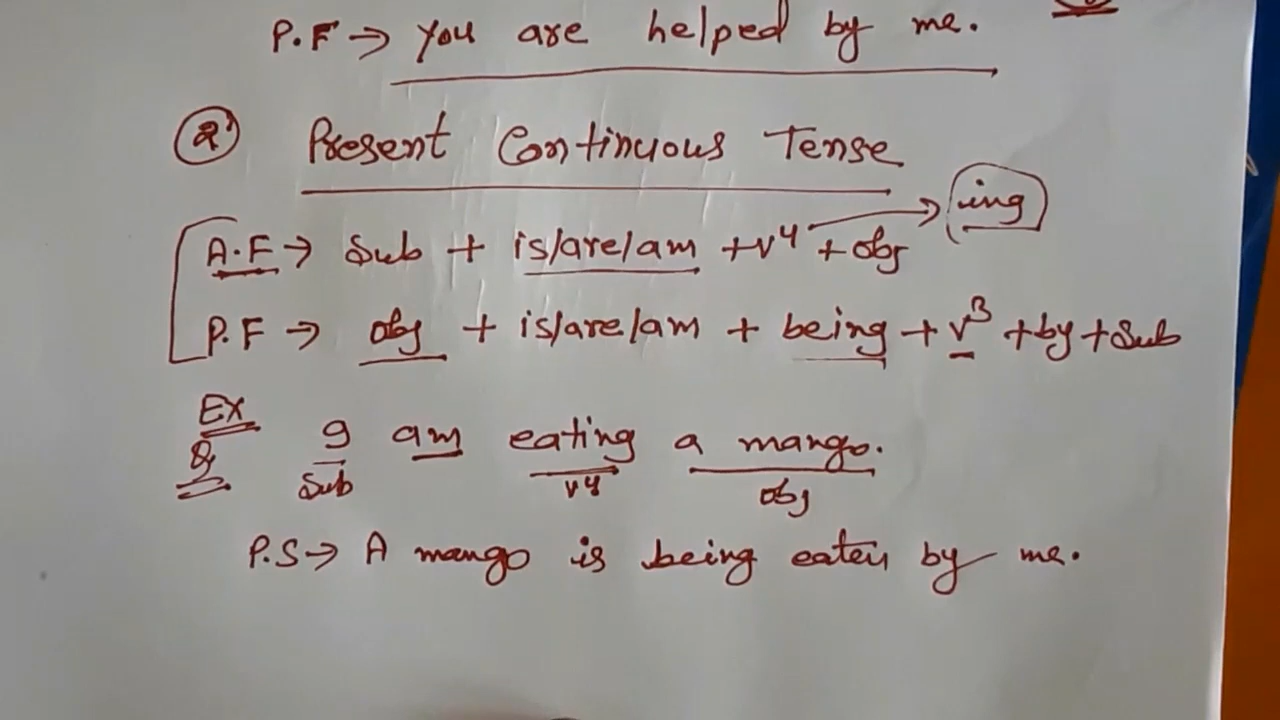 P.F → You are helped by me.
2 Present Continuous Tense
ing
A.F → Sub + is/are/am + v4 + obj
P.F → obj + is/are/am + being + v3 + by + Sub
Ex
Q I am eating a mango.
Sub v4 obj
P.S → A mango is being eaten by me.